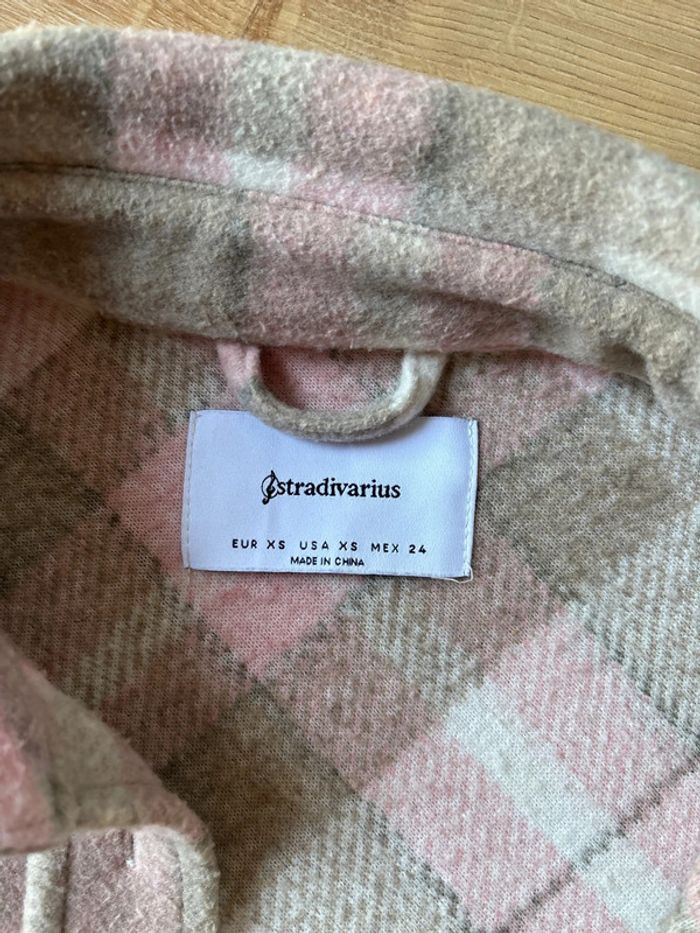 stradivarius
EUR XS USA XS MEX 24
MADE IN CHINA